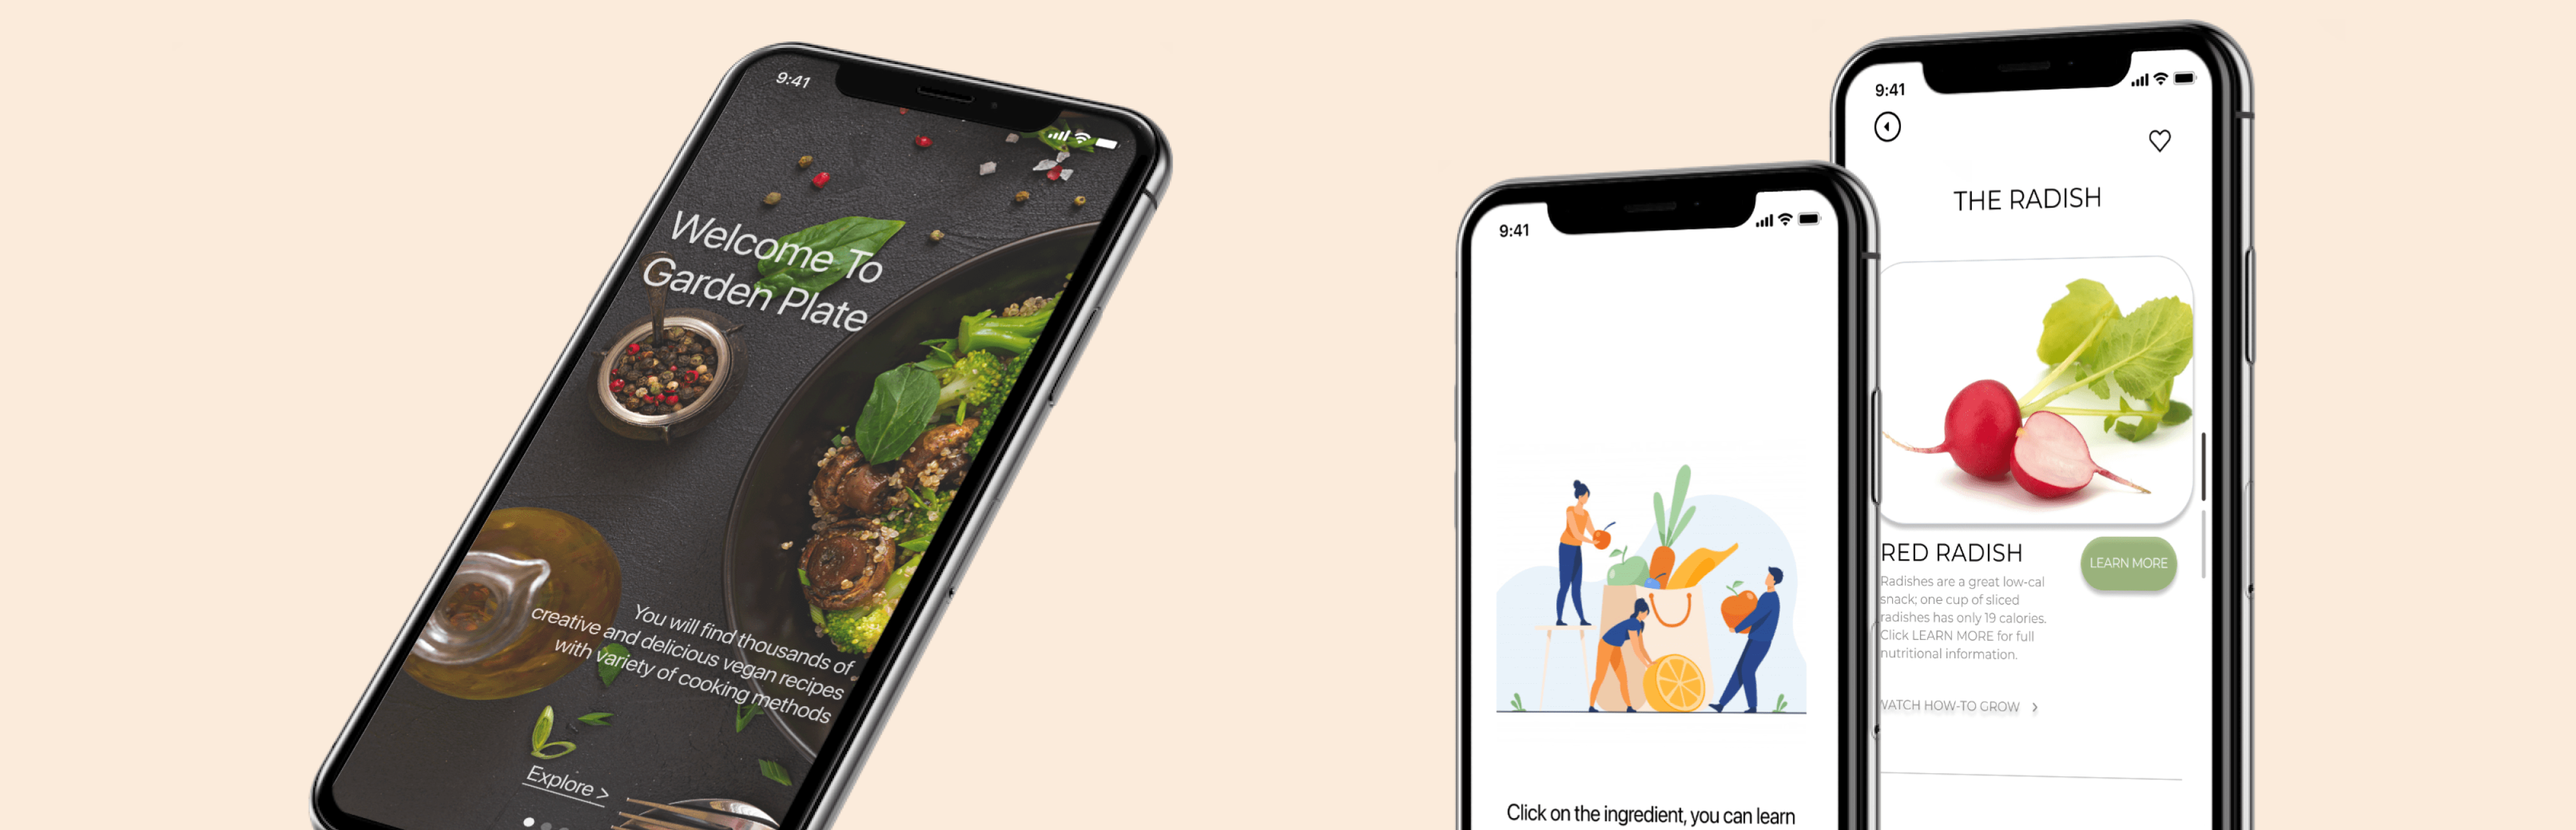 9:41
Welcome To
Garden Plate
You will find thousands of
creative and delicious vegan recipes
with variety of cooking methods
Explore >
9:41
Click on the ingredient, you can learn
9:41
THE RADISH
RED RADISH
LEARN MORE
Radishes are a great low-cal
snack; one cup of sliced
radishes has only 19 calories.
Click LEARN MORE for full
nutritional information.
WATCH HOW-TO GROW >